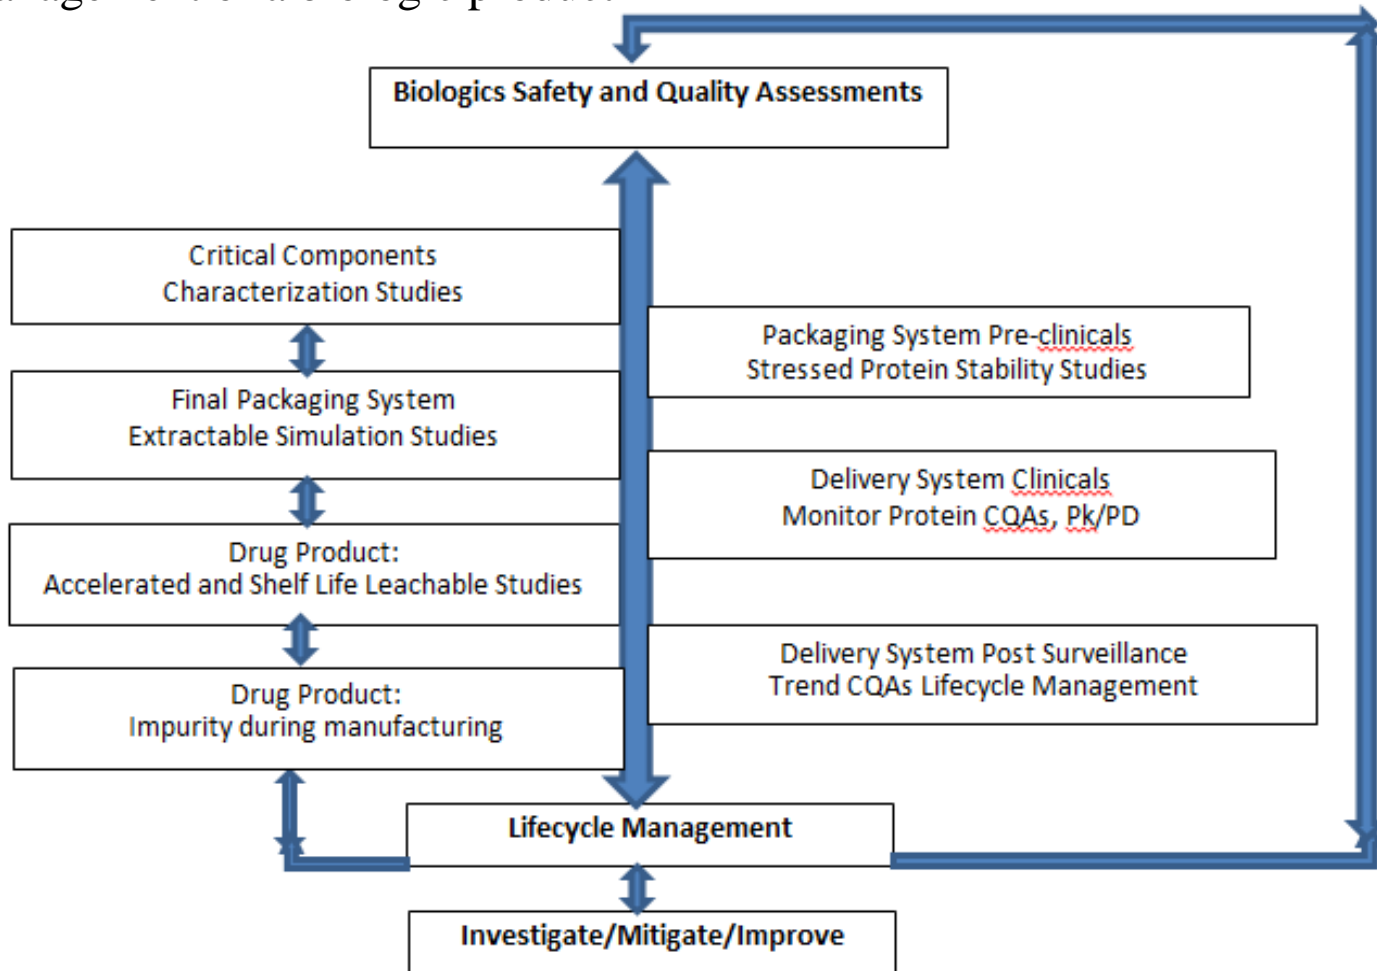 Biologics Safety and Quality Assessments
Critical Components
Characterization Studies
Packaging System Pre-clinicals
Stressed Protein Stability Studies
Final Packaging System
Extractable Simulation Studies
Delivery System Clinicals
Monitor Protein CQAs, Pk/PD
Drug Product:
Accelerated and Shelf Life Leachable Studies
Delivery System Post Surveillance
Trend CQAs Lifecycle Management
Drug Product:
Impurity during manufacturing
Lifecycle Management
Investigate/Mitigate/Improve